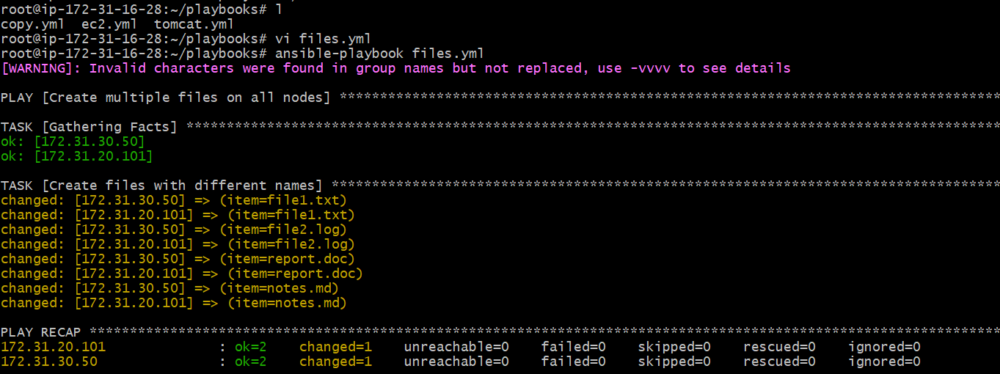 root@ip-172-31-16-28:~/playbooks# l
copy.yml  ec2.yml  tomcat.yml
root@ip-172-31-16-28:~/playbooks# vi files.yml
root@ip-172-31-16-28:~/playbooks# ansible-playbook files.yml
[WARNING]: Invalid characters were found in group names but not replaced, use -vvvv to see details
PLAY [Create multiple files on all nodes] **********************************************************************************
TASK [Gathering Facts] *****************************************************************************************************
ok: [172.31.30.50]
ok: [172.31.20.101]
TASK [Create files with different names] ***********************************************************************************
changed: [172.31.30.50] => (item=file1.txt)
changed: [172.31.20.101] => (item=file1.txt)
changed: [172.31.30.50] => (item=file2.log)
changed: [172.31.20.101] => (item=file2.log)
changed: [172.31.30.50] => (item=report.doc)
changed: [172.31.20.101] => (item=report.doc)
changed: [172.31.30.50] => (item=notes.md)
changed: [172.31.20.101] => (item=notes.md)
PLAY RECAP *****************************************************************************************************************
172.31.20.101              : ok=2    changed=1    unreachable=0    failed=0    skipped=0    rescued=0    ignored=0
172.31.30.50               : ok=2    changed=1    unreachable=0    failed=0    skipped=0    rescued=0    ignored=0